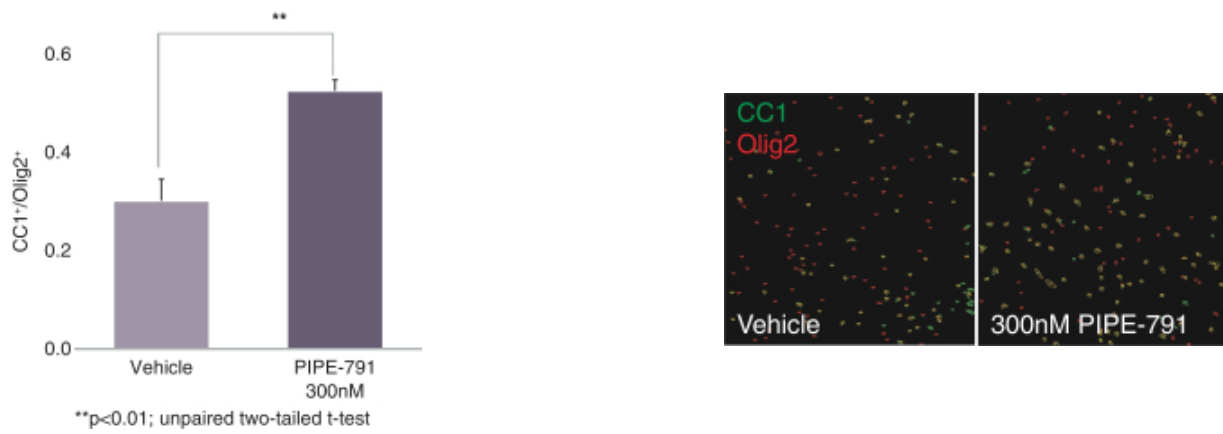 **
0.6
0.4
0.2
0.0
CC1⁺/Olig2⁺
Vehicle
PIPE-791
300nM
**p<0.01; unpaired two-tailed t-test
CC1
Olig2
Vehicle
300nM PIPE-791